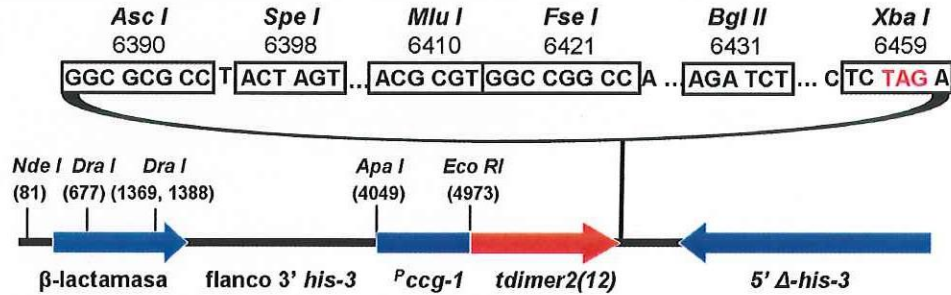 Asc I Spe I Mlu I Fse I Bgl II Xba I
6390 6398 6410 6421 6431 6459
GGC GCG CC T ACT AGT ... ACG CGT GGC CGG CC A ... AGA TCT ... C TC TAG A
Nde I Dra I Dra I Apa I Eco RI
(81) (677) (1369, 1388) (4049) (4973)
β-lactamasa flanco 3' his-3 Pccg-1 tdimer2(12) 5' Δ-his-3